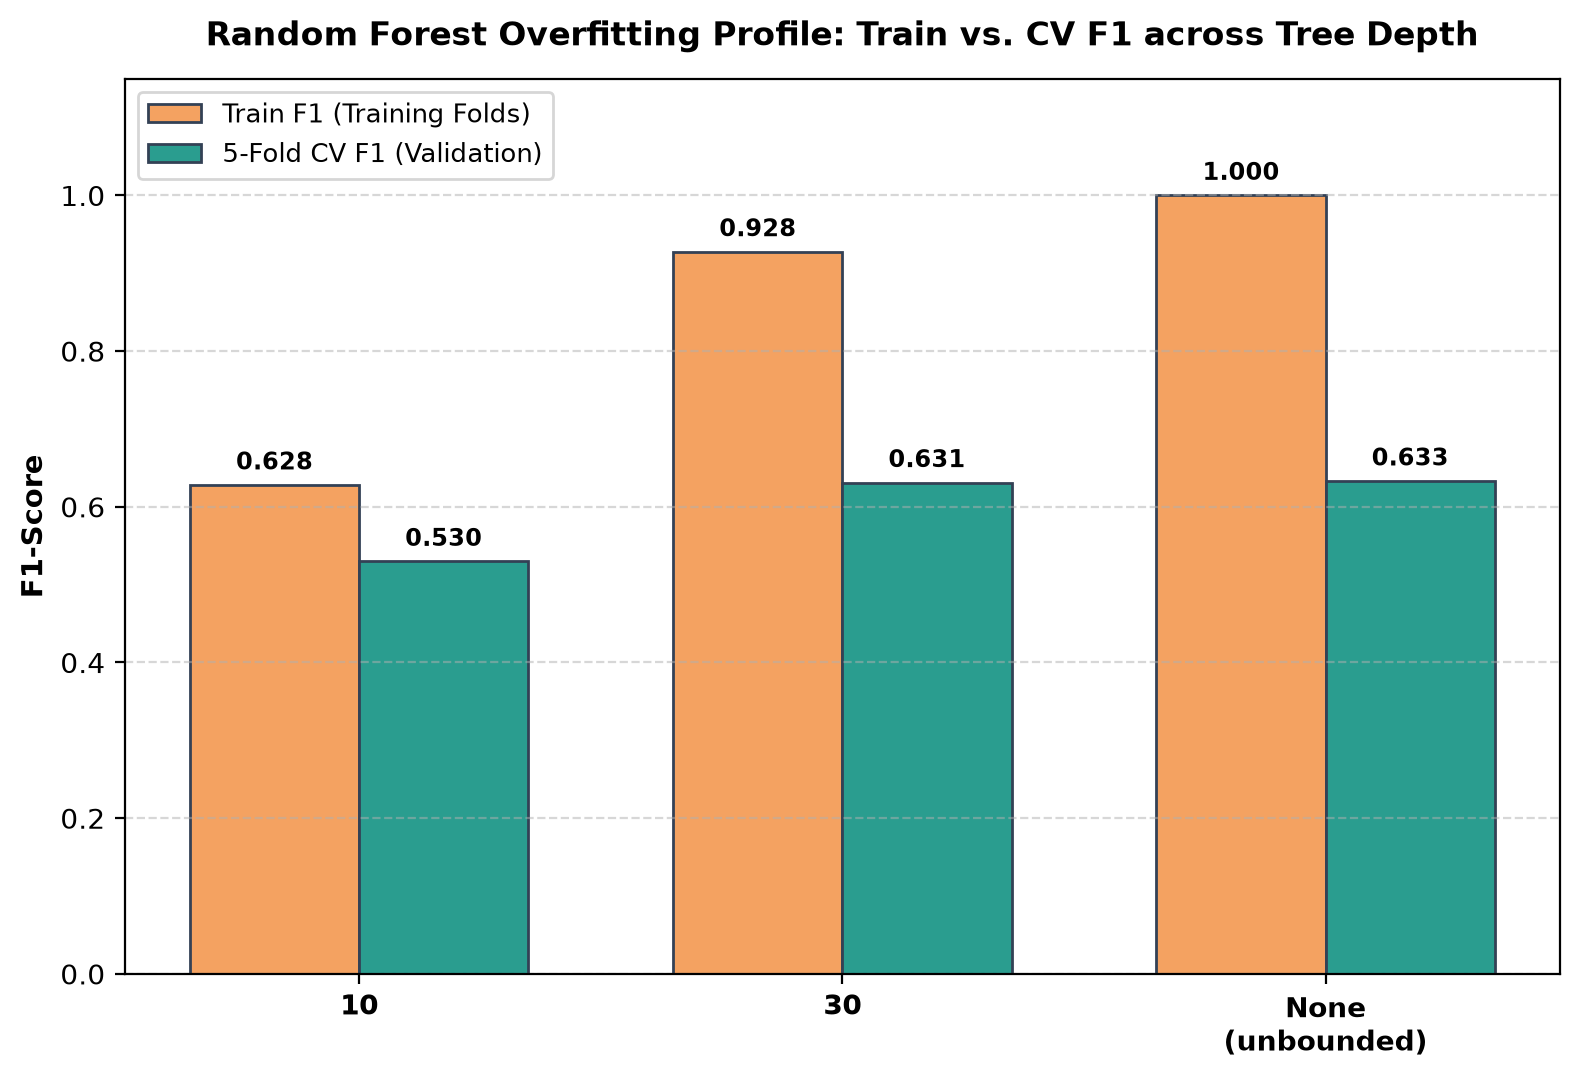 Random Forest Overfitting Profile: Train vs. CV F1 across Tree Depth
Train F1 (Training Folds)
5-Fold CV F1 (Validation)
F1-Score
1.0
0.8
0.6
0.4
0.2
0.0
0.628
0.530
0.928
0.631
1.000
0.633
10
30
None
(unbounded)